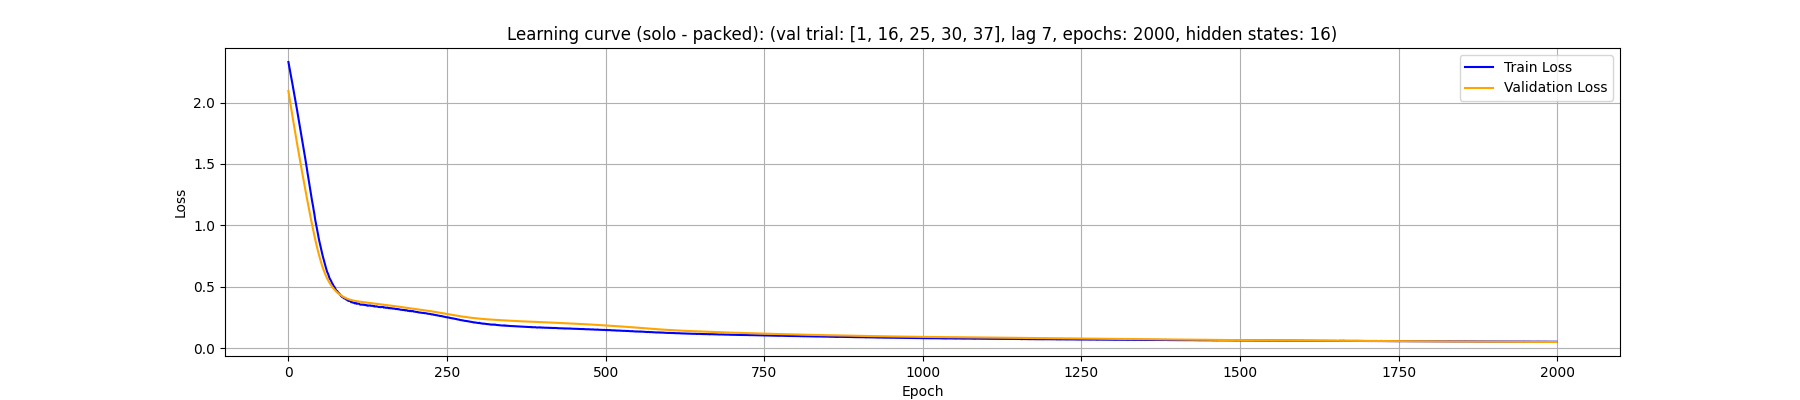 Learning curve (solo - packed): (val trial: [1, 16, 25, 30, 37], lag 7, epochs: 2000, hidden states: 16)
Train Loss
Validation Loss
2.0
1.5
1.0
0.5
0.0
Loss
0 250 500 750 1000 1250 1500 1750 2000
Epoch